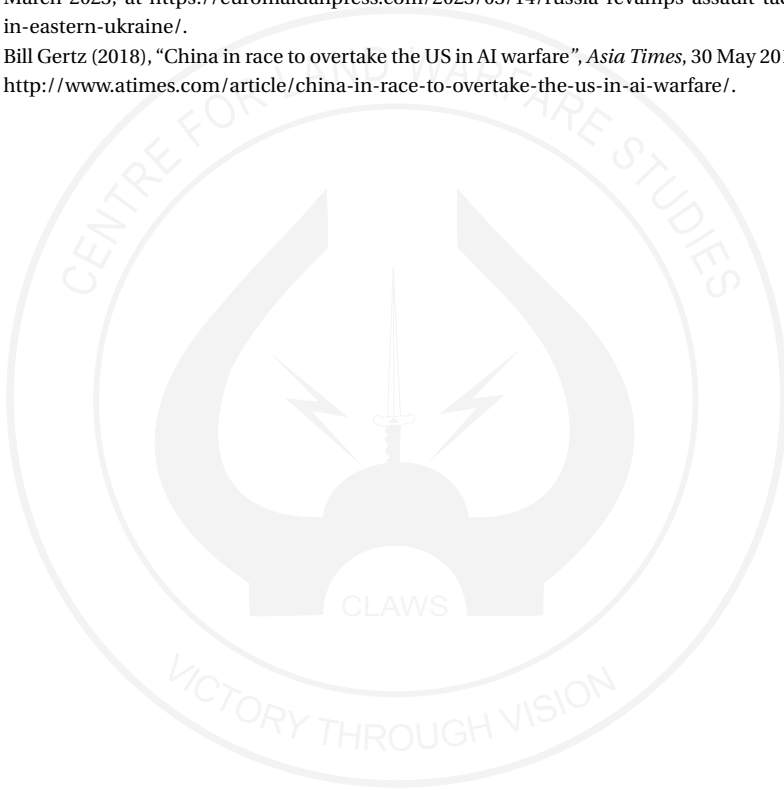 March 2023, at https://euromaidanpress.com/2023/03/14/russia-revamps-assault-tac
in-eastern-ukraine/.
Bill Gertz (2018), “China in race to overtake the US in AI warfare”, Asia Times, 30 May 201
http://www.atimes.com/article/china-in-race-to-overtake-the-us-in-ai-warfare/.
CENTRE FOR LAND WARFARE STUDIES
CLAWS
VICTORY THROUGH VISION